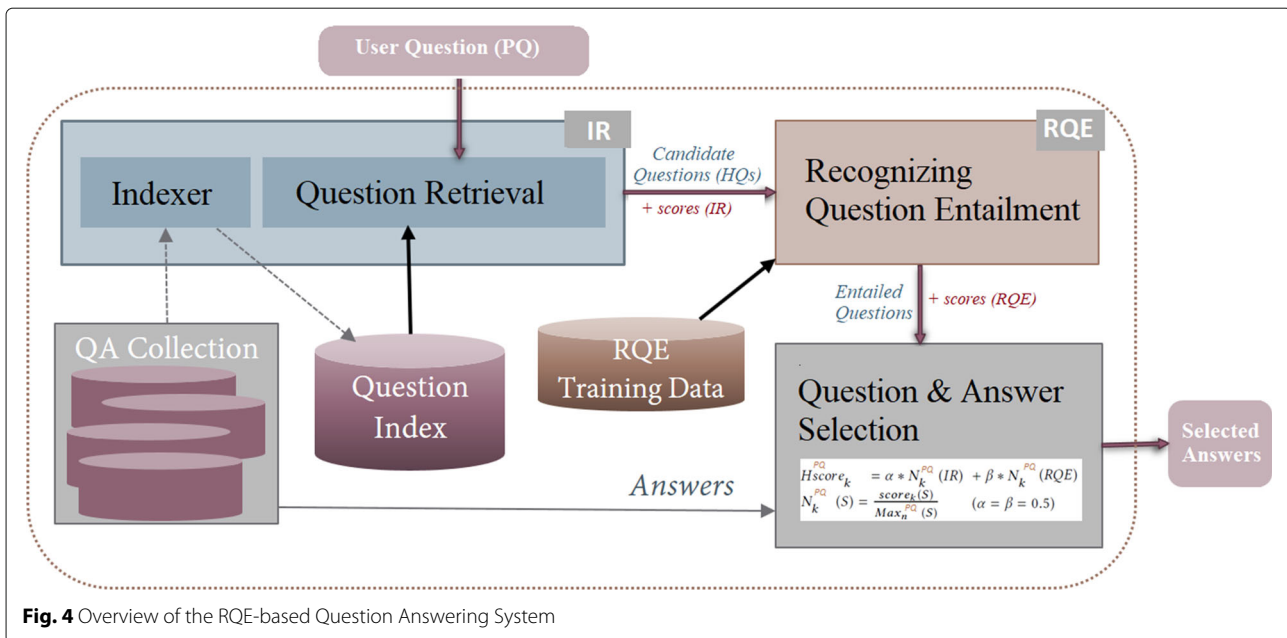 User Question (PQ)
IR
RQE
Indexer
Question Retrieval
Candidate
Questions (HQs)
+ scores (IR)
Recognizing
Question Entailment
Entailed
Questions
+ scores (RQE)
QA Collection
Question
Index
RQE
Training Data
Answers
Question & Answer
Selection
Hscore_k^{PQ} = α ∗ N_k^{PQ} (IR) + β ∗ N_k^{PQ} (RQE)
N_k^{PQ} (S) = score_k(S) / Max_n^{PQ} (S) (α = β = 0.5)
Selected
Answers
Fig. 4 Overview of the RQE-based Question Answering System